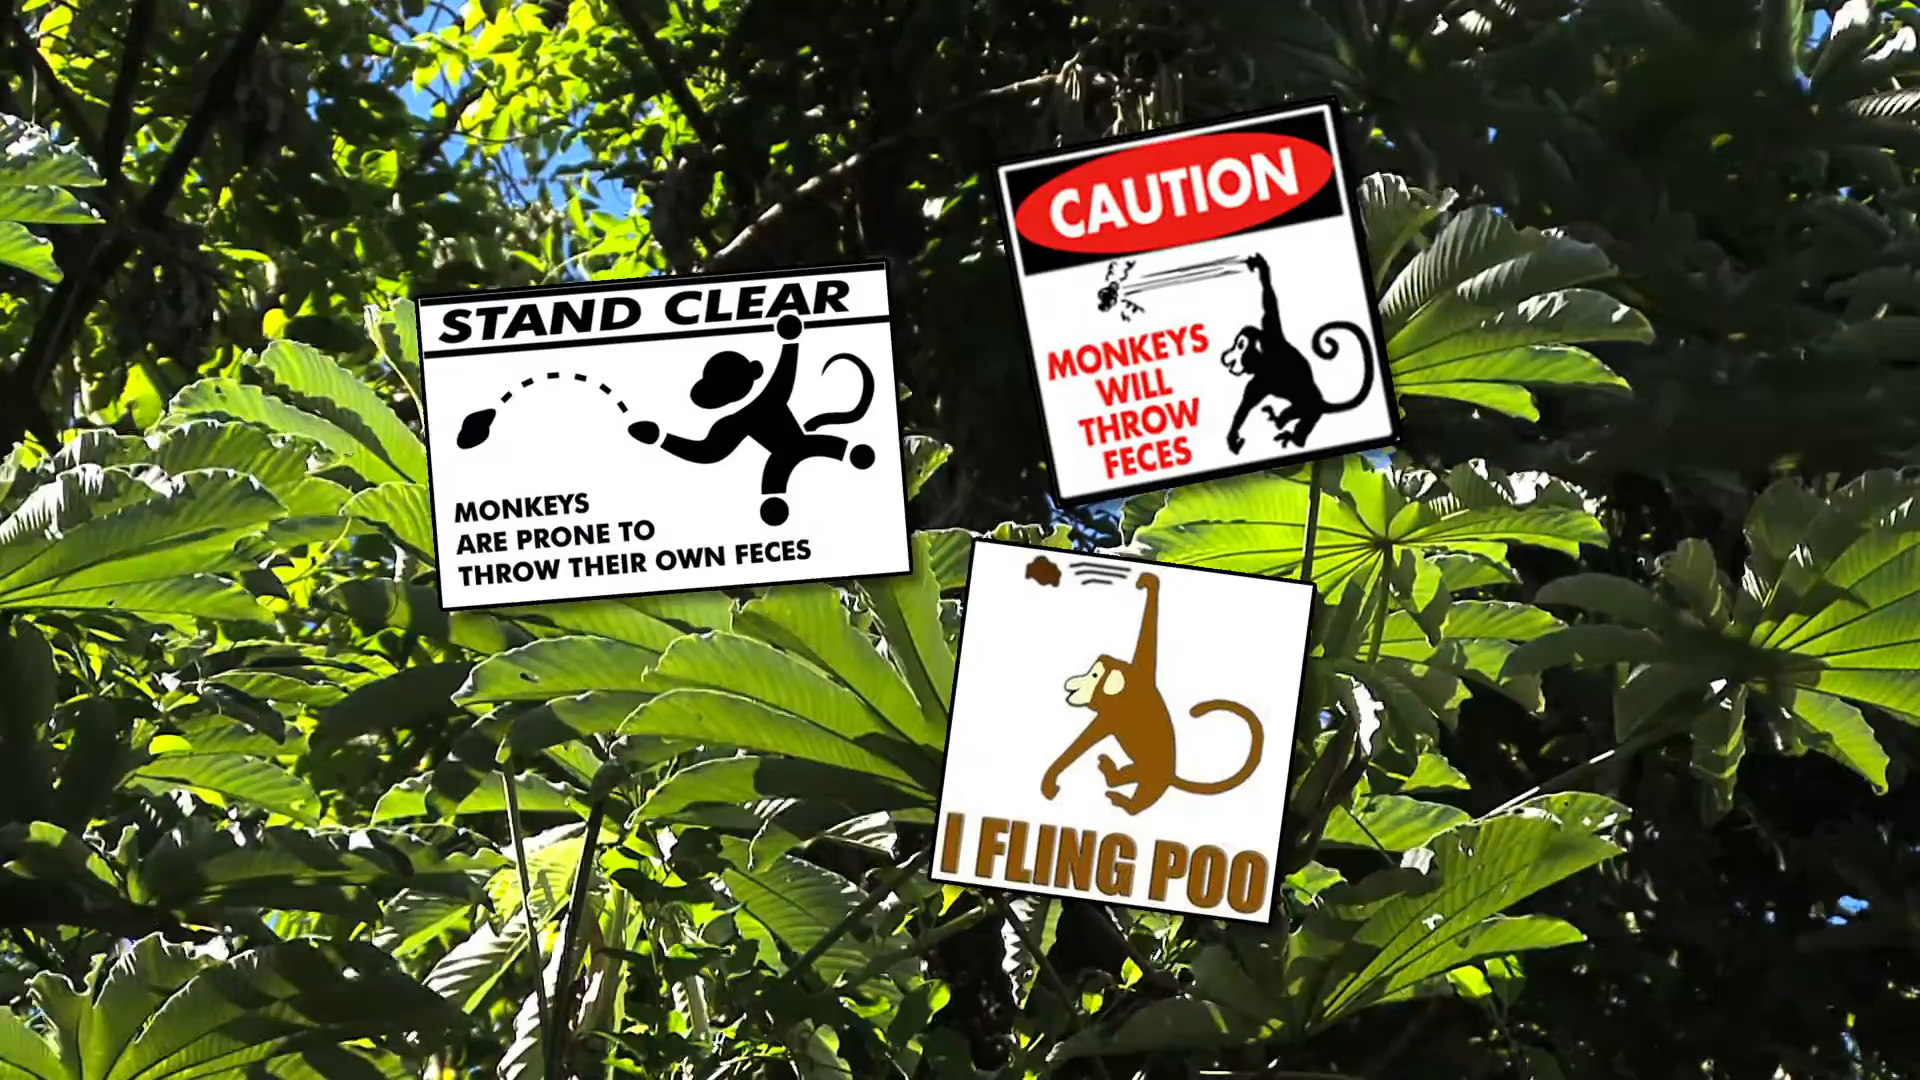 STAND CLEAR
MONKEYS
ARE PRONE TO
THROW THEIR OWN FECES
CAUTION
MONKEYS
WILL
THROW
FECES
I FLING POO